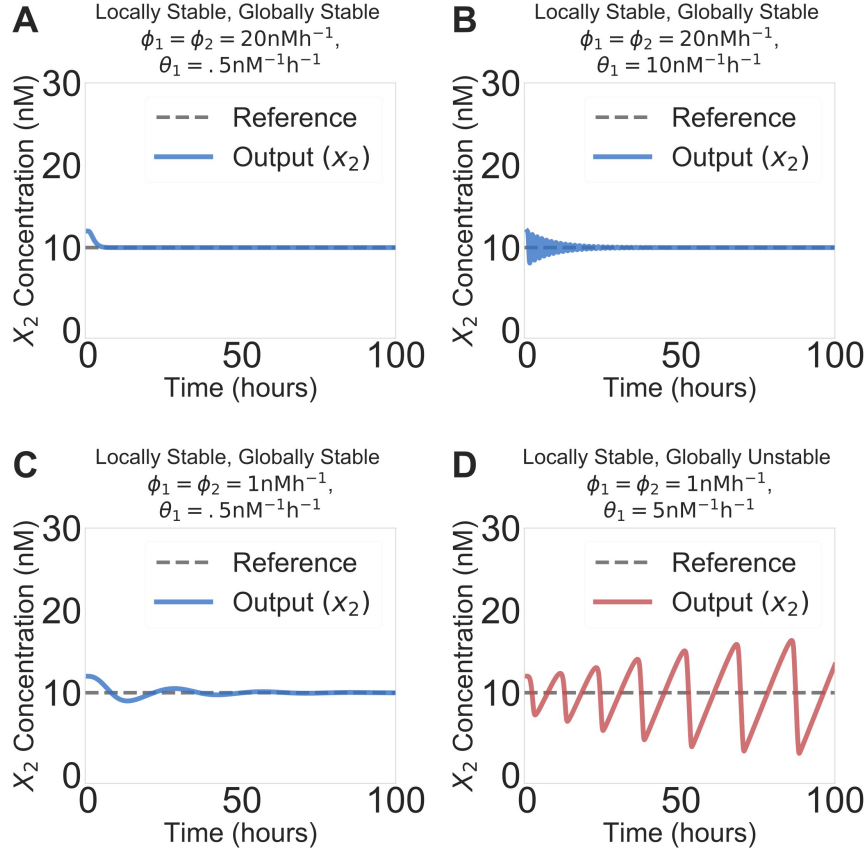 A
Locally Stable, Globally Stable
ϕ₁ = ϕ₂ = 20nMh⁻¹,
θ₁ = .5nM⁻¹h⁻¹
X₂ Concentration (nM)
30
20
10
0
Reference
Output (x₂)
0 50 100
Time (hours)
B
Locally Stable, Globally Stable
ϕ₁ = ϕ₂ = 20nMh⁻¹,
θ₁ = 10nM⁻¹h⁻¹
X₂ Concentration (nM)
30
20
10
0
Reference
Output (x₂)
0 50 100
Time (hours)
C
Locally Stable, Globally Stable
ϕ₁ = ϕ₂ = 1nMh⁻¹,
θ₁ = .5nM⁻¹h⁻¹
X₂ Concentration (nM)
30
20
10
0
Reference
Output (x₂)
0 50 100
Time (hours)
D
Locally Stable, Globally Unstable
ϕ₁ = ϕ₂ = 1nMh⁻¹,
θ₁ = 5nM⁻¹h⁻¹
X₂ Concentration (nM)
30
20
10
0
Reference
Output (x₂)
0 50 100
Time (hours)